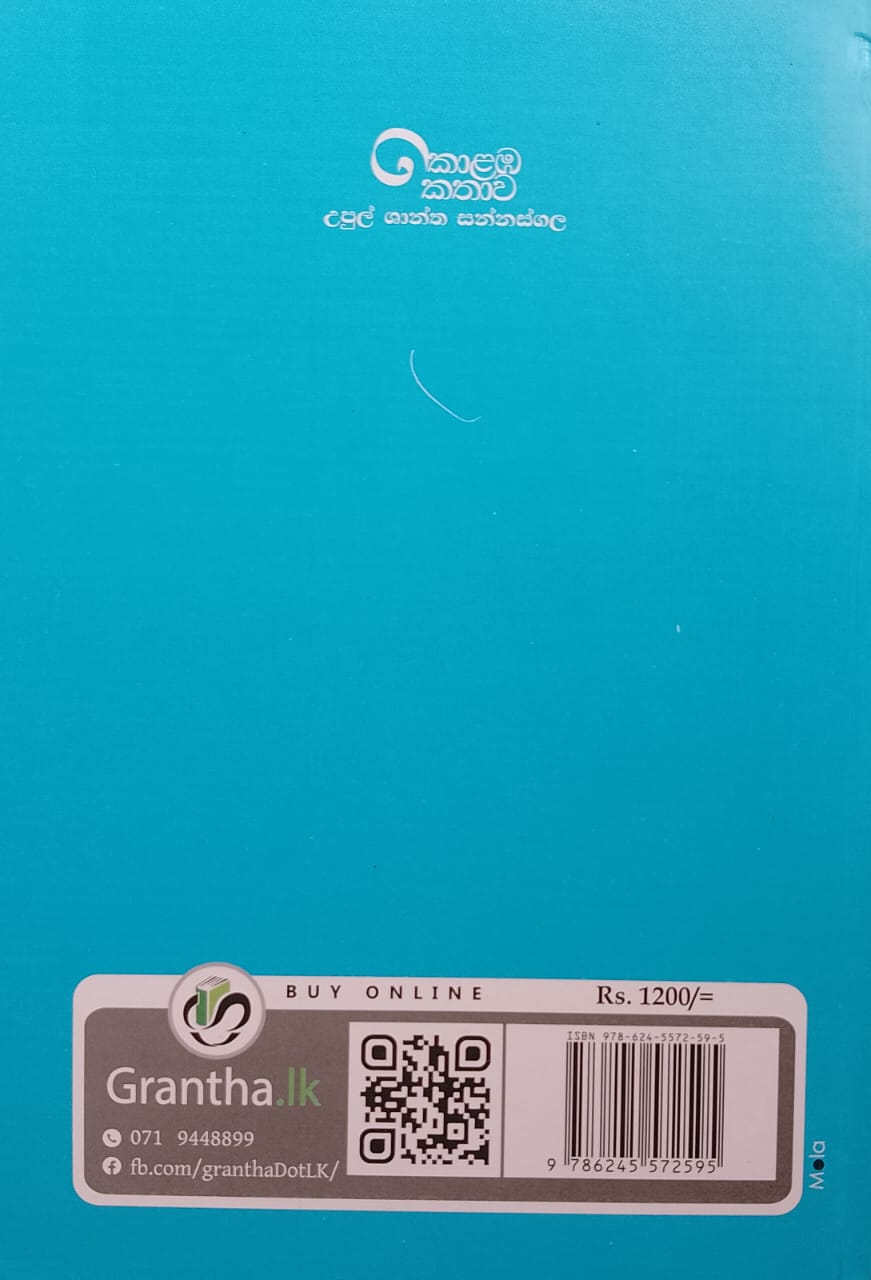 කොළඹ
කතාව
උපුල් ශාන්ත සන්නස්ගල
BUY ONLINE
Rs. 1200/=
ISBN 978-624-5572-59-5
Grantha.lk
071 9448899
fb.com/granthaDotLK/
9 786245 572595
Mola